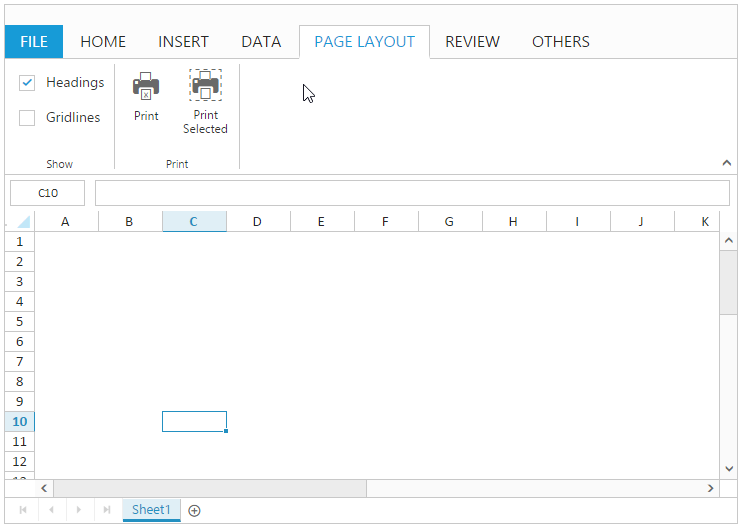 FILE HOME INSERT DATA PAGE LAYOUT REVIEW OTHERS
Headings
Gridlines
Print
Print
Selected
Show
Print
C10
A B C D E F G H I J K
1
2
3
4
5
6
7
8
9
10
11
12
Sheet1